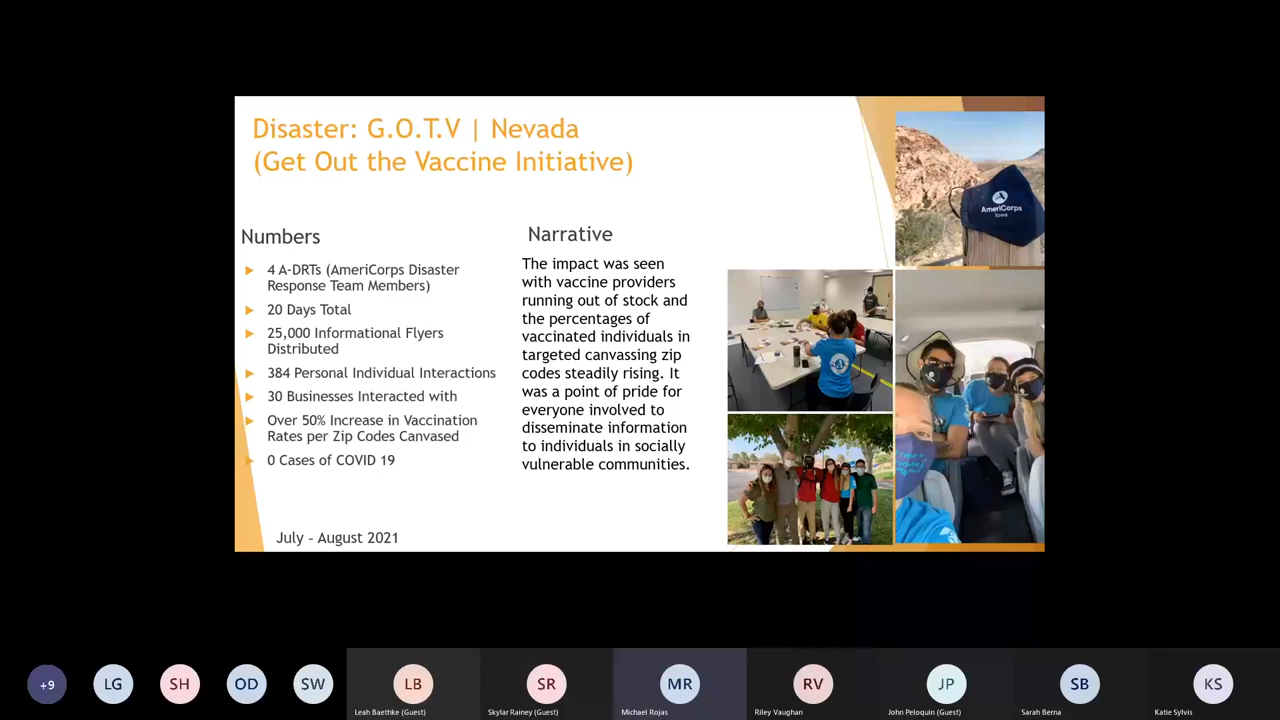 Disaster: G.O.T.V | Nevada
(Get Out the Vaccine Initiative)
Numbers
4 A-DRTs (AmeriCorps Disaster
Response Team Members)
20 Days Total
25,000 Informational Flyers
Distributed
384 Personal Individual Interactions
30 Businesses Interacted with
Over 50% Increase in Vaccination
Rates per Zip Codes Canvased
0 Cases of COVID 19
July – August 2021
Narrative
The impact was seen
with vaccine providers
running out of stock and
the percentages of
vaccinated individuals in
targeted canvassing zip
codes steadily rising. It
was a point of pride for
everyone involved to
disseminate information
to individuals in socially
vulnerable communities.
AmeriCorps
Iowa
+9
LG
SH
OD
SW
LB
SR
MR
RV
JP
SB
KS
Leah Baethke (Guest)
Skylar Rainey (Guest)
Michael Rojas
Riley Vaughan
John Peloquin (Guest)
Sarah Berna
Katie Sylvis